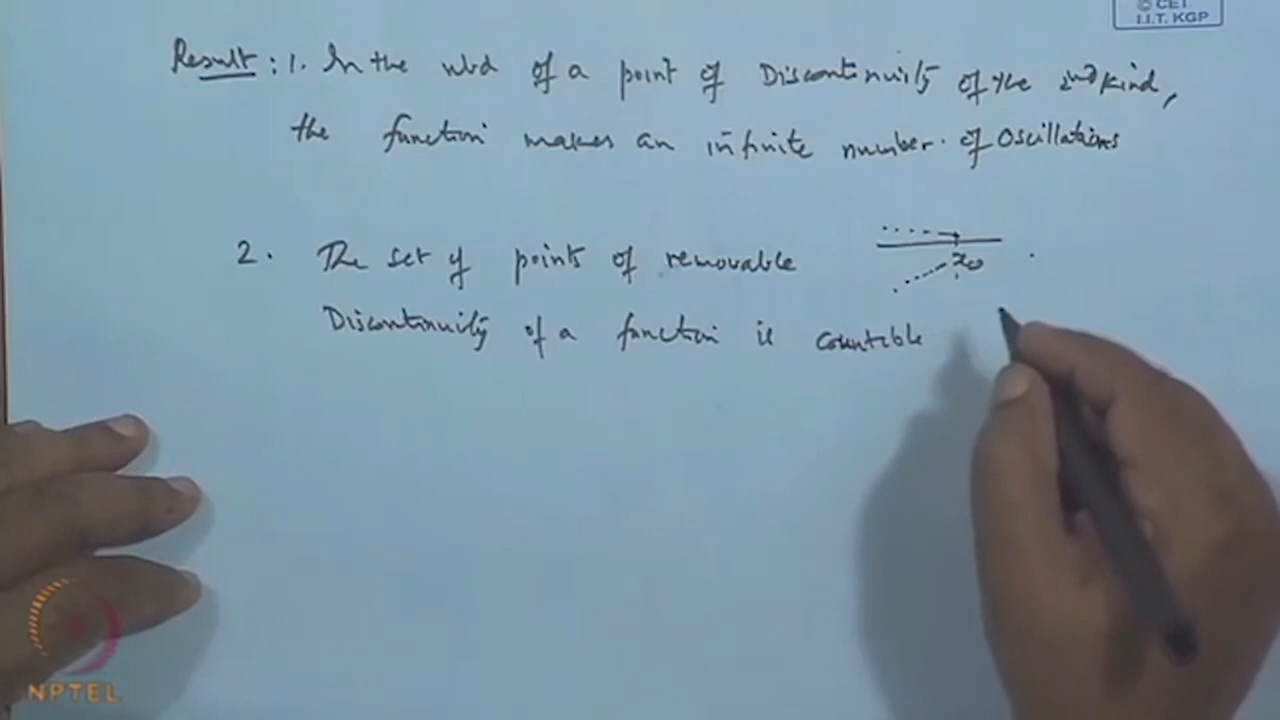 © CET
I.I.T. KGP
Result : 1. In the nbd of a point of Discontinuity of the 2nd kind,
the function makes an infinite number of Oscillations
2. The set of points of removable
x0
Discontinuity of a function is countable
NPTEL